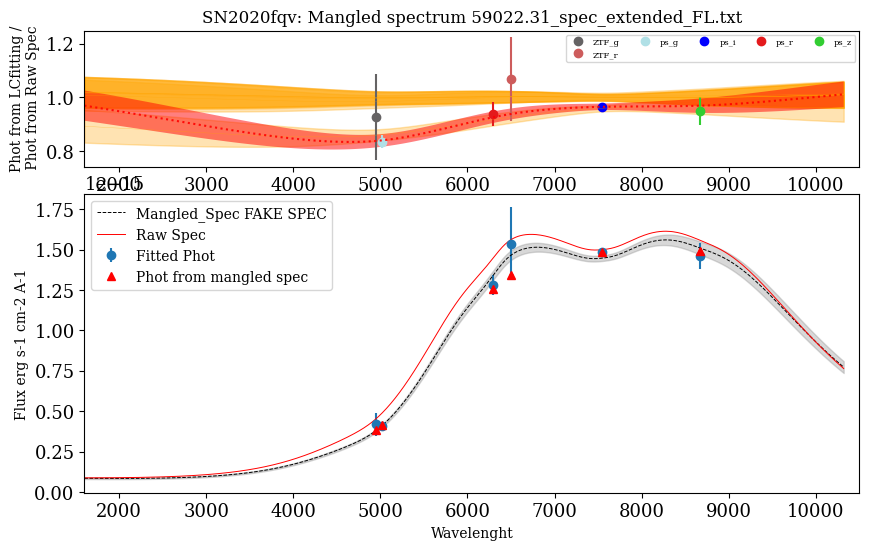 SN2020fqv: Mangled spectrum 59022.31_spec_extended_FL.txt
Phot from LCfitting /
Phot from Raw Spec
1.2
1.0
0.8
ZTF_g ps_g ps_i ps_r ps_z
ZTF_r
2000 3000 4000 5000 6000 7000 8000 9000 10000
Flux erg s-1 cm-2 A-1
1.75
1.50
1.25
1.00
0.75
0.50
0.25
0.00
Mangled_Spec FAKE SPEC
Raw Spec
Fitted Phot
Phot from mangled spec
2000 3000 4000 5000 6000 7000 8000 9000 10000
Wavelenght